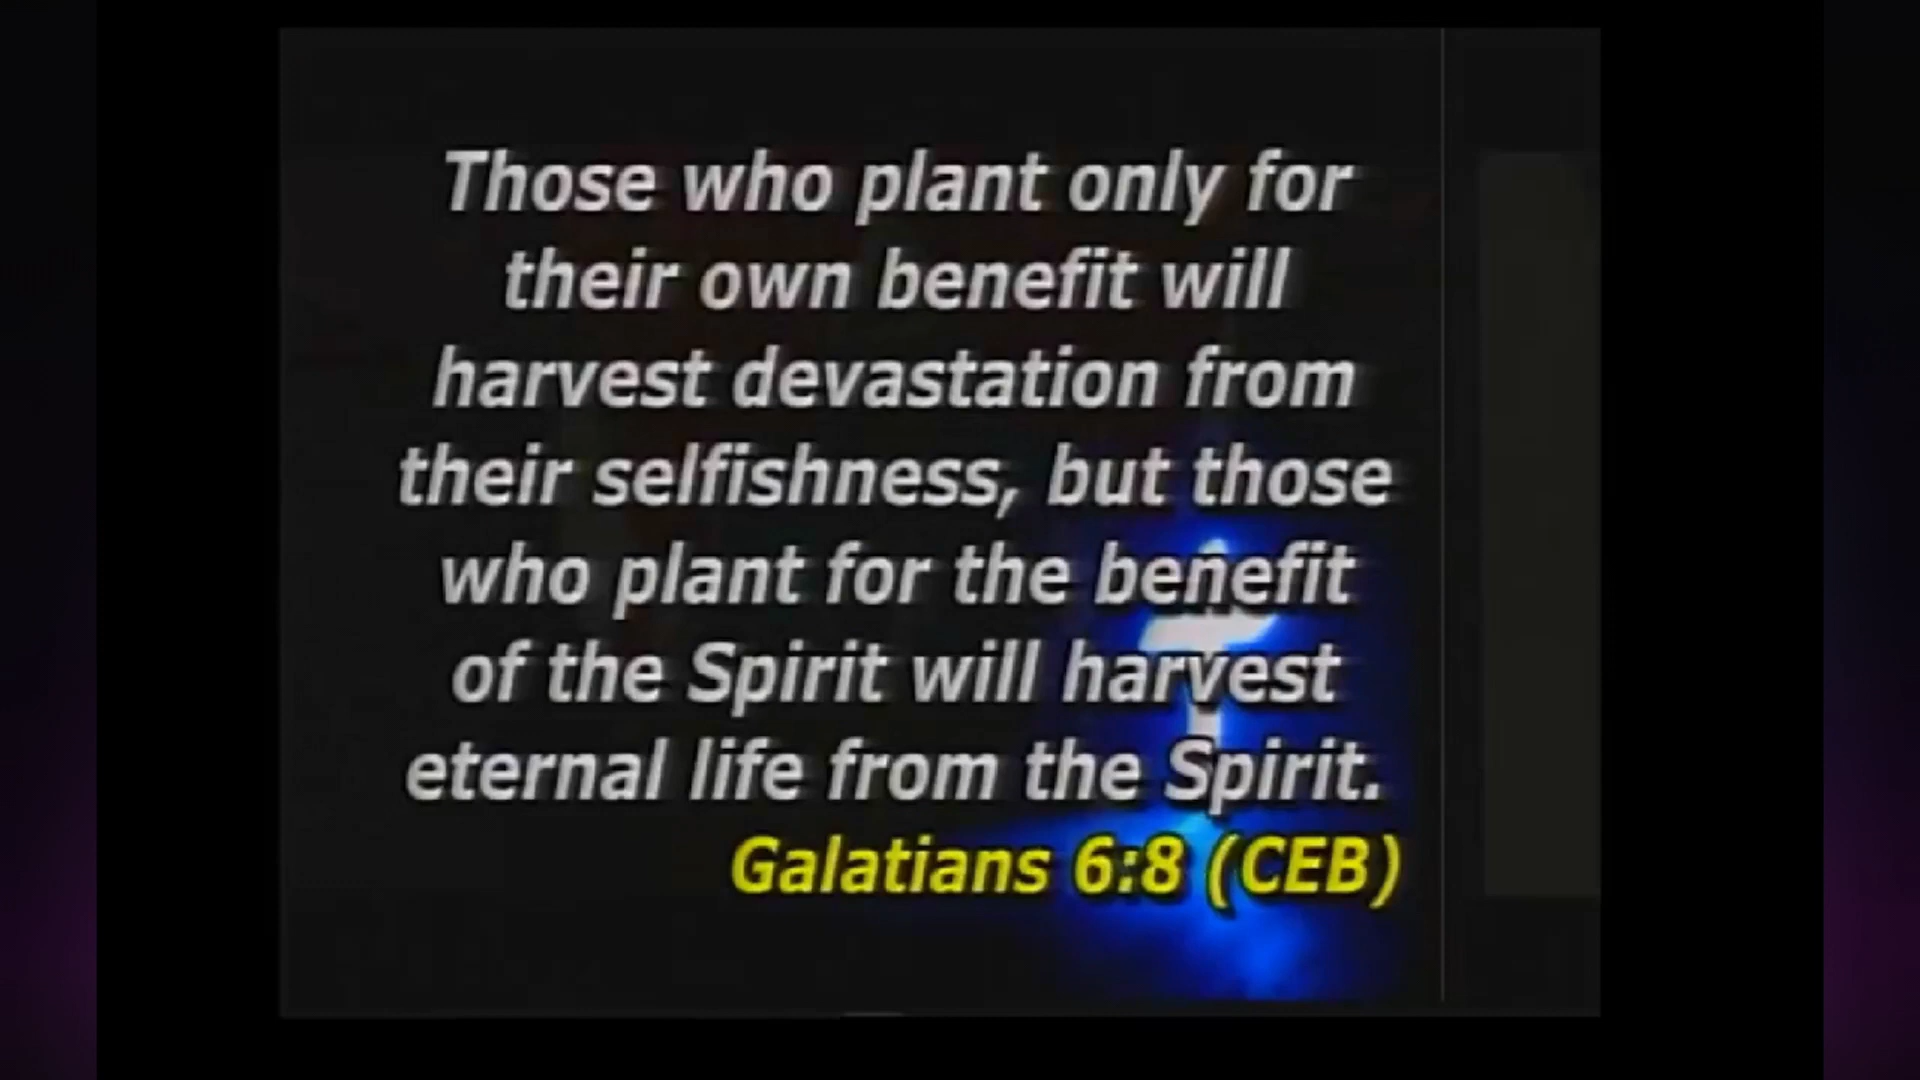 Those who plant only for
their own benefit will
harvest devastation from
their selfishness, but those
who plant for the benefit
of the Spirit will harvest
eternal life from the Spirit.
Galatians 6:8 (CEB)